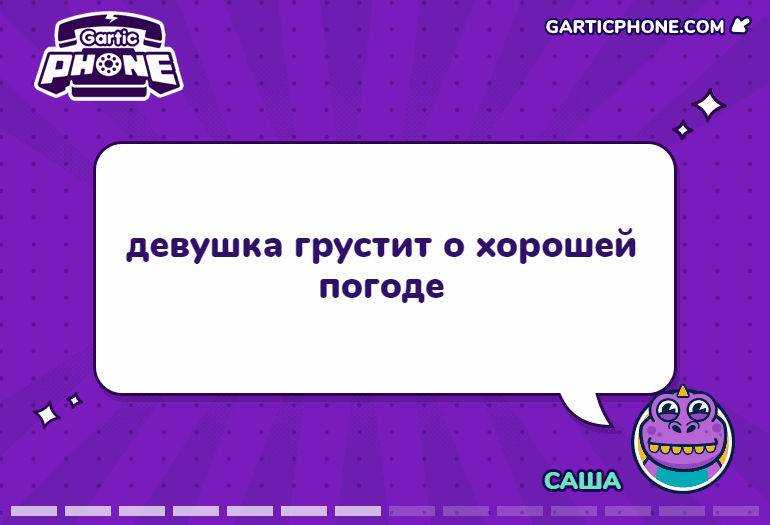 Gartic
PHONE
GARTICPHONE.COM
девушка грустит о хорошей
погоде
САША